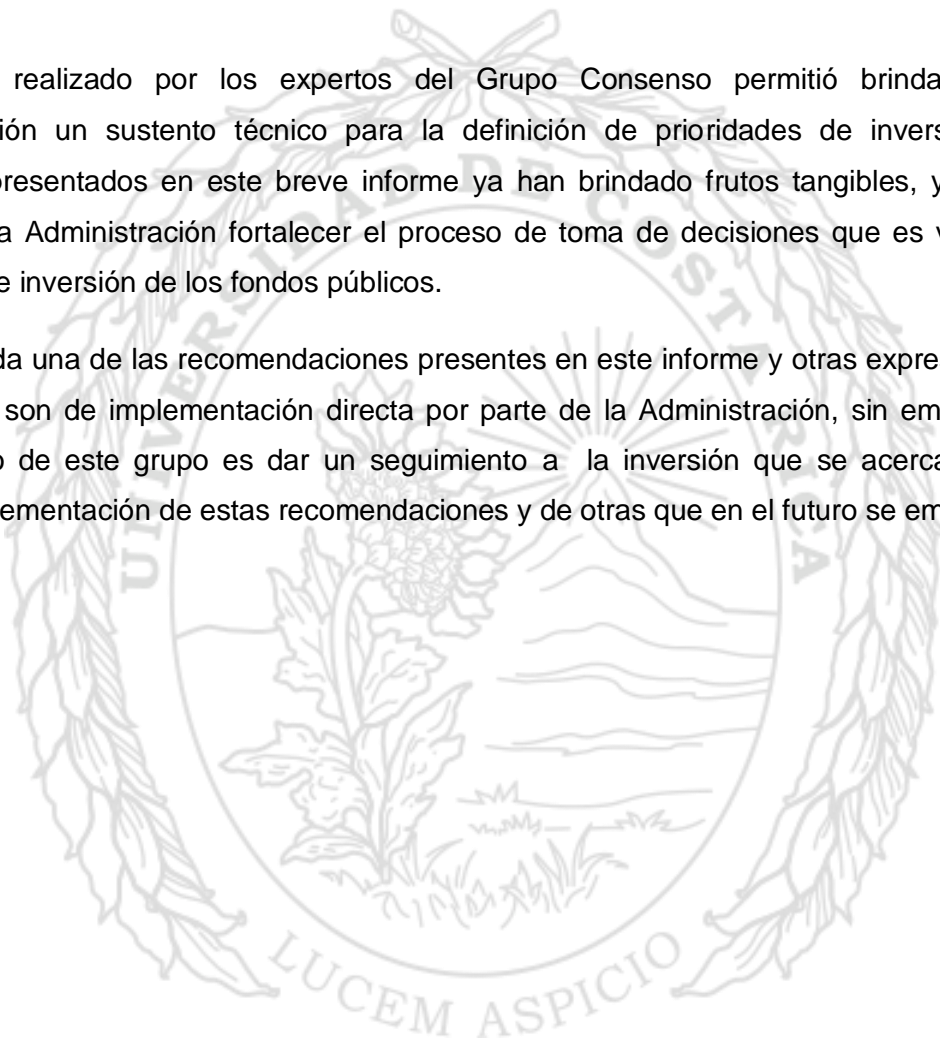 realizado por los expertos del Grupo Consenso permitió brinda
ión un sustento técnico para la definición de prioridades de invers
presentados en este breve informe ya han brindado frutos tangibles, y
a Administración fortalecer el proceso de toma de decisiones que es v
e inversión de los fondos públicos.
da una de las recomendaciones presentes en este informe y otras expre
son de implementación directa por parte de la Administración, sin em
o de este grupo es dar un seguimiento a la inversión que se acerca
ementación de estas recomendaciones y de otras que en el futuro se em
UNIVERSIDAD DE COSTA RICA
LUCEM ASPICIO